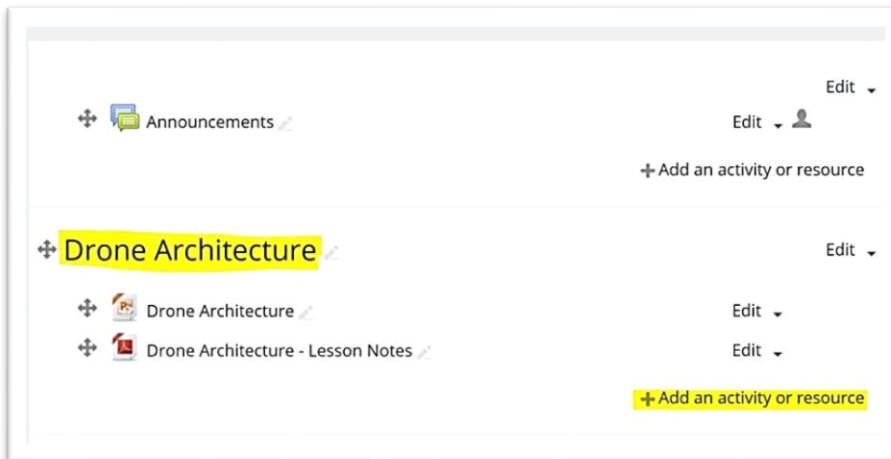 Edit
Announcements Edit
Add an activity or resource
Drone Architecture Edit
Drone Architecture Edit
Drone Architecture - Lesson Notes Edit
Add an activity or resource